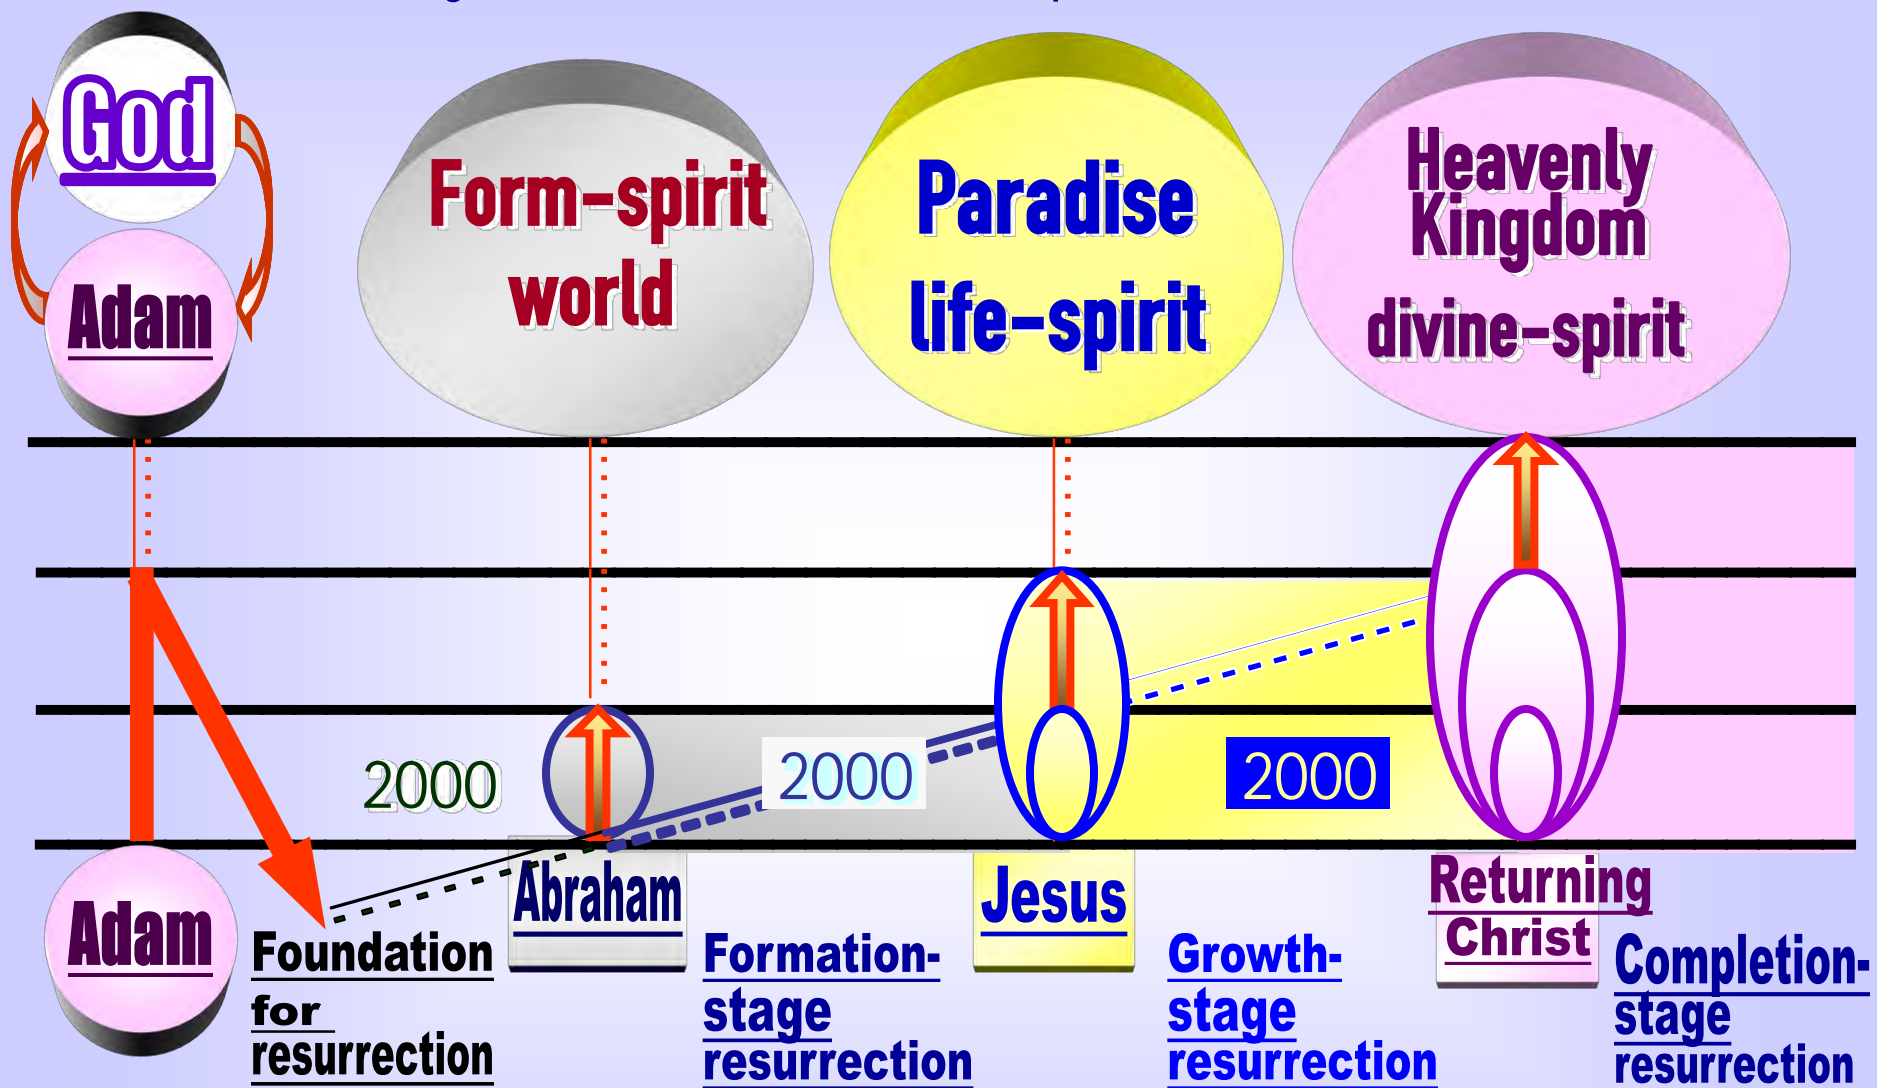 God
Adam
Form-spirit
world
Paradise
life-spirit
Heavenly
Kingdom
divine-spirit
2000
2000
2000
Adam
Foundation
for
resurrection
Abraham
Formation-
stage
resurrection
Jesus
Growth-
stage
resurrection
Returning
Christ
Completion-
stage
resurrection